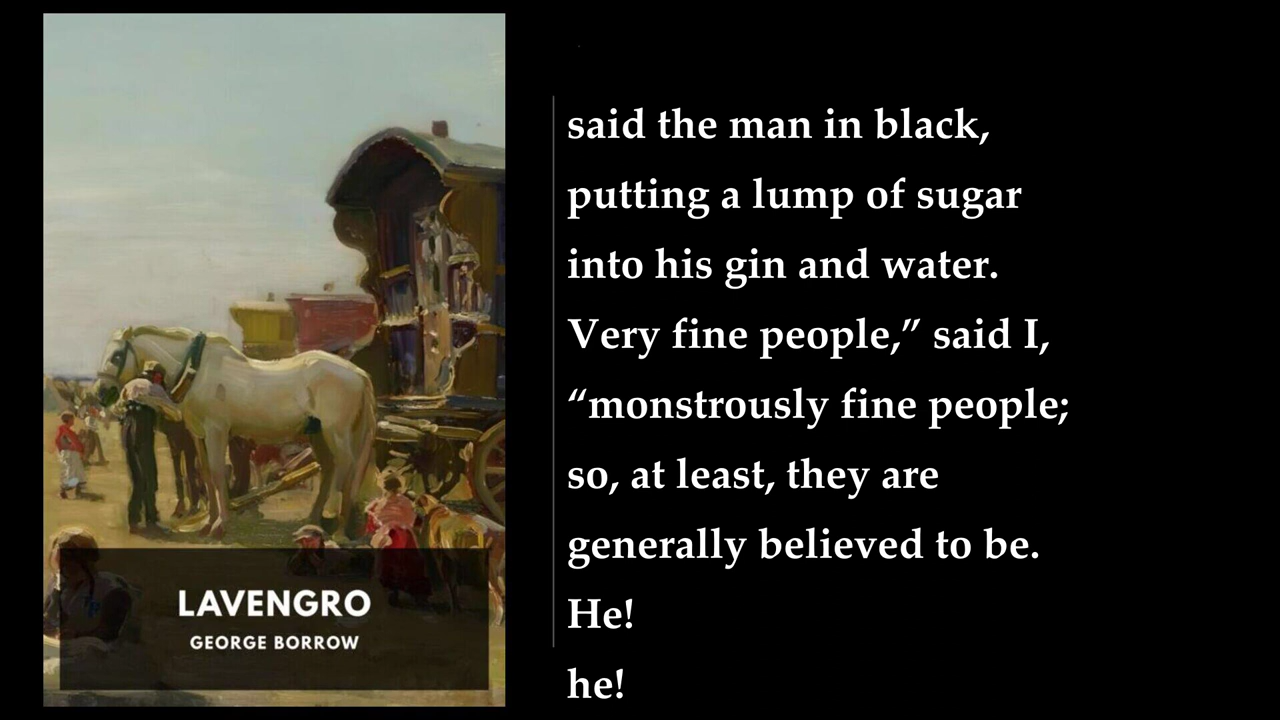 LAVENGRO
GEORGE BORROW
said the man in black,
putting a lump of sugar
into his gin and water.
Very fine people,” said I,
“monstrously fine people;
so, at least, they are
generally believed to be.
He!
he!